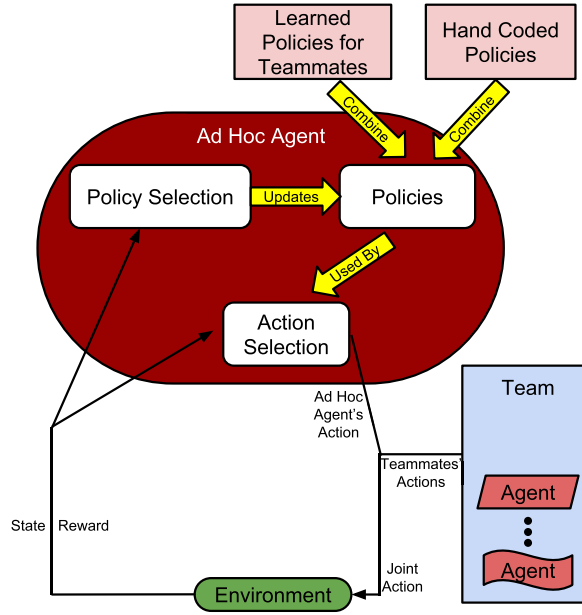 Learned
Policies for
Teammates
Hand Coded
Policies
Combine
Combine
Ad Hoc Agent
Policy Selection
Updates
Policies
Used By
Action
Selection
Ad Hoc
Agent's
Action
Team
Teammates'
Actions
Agent
Agent
State
Reward
Joint
Action
Environment